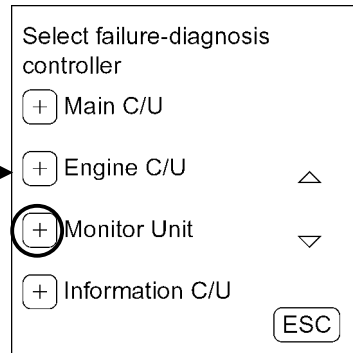 Select failure-diagnosis
controller
+ Main C/U
+ Engine C/U
+ Monitor Unit
+ Information C/U
ESC